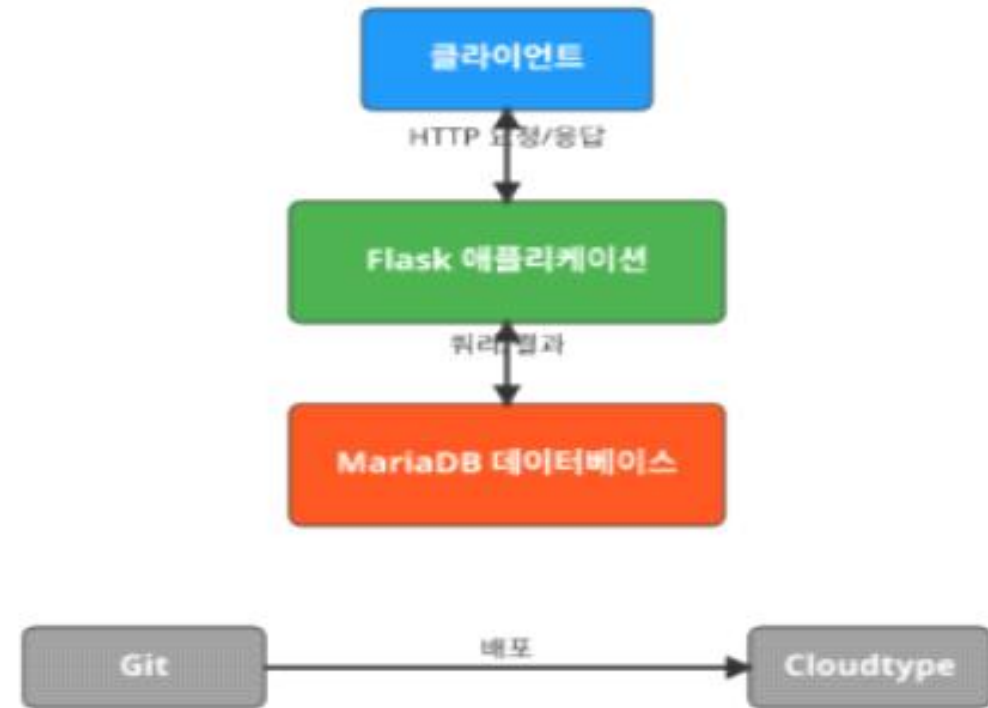 클라이언트
HTTP 요청/응답
Flask 애플리케이션
쿼리/결과
MariaDB 데이터베이스
Git
배포
Cloudtype